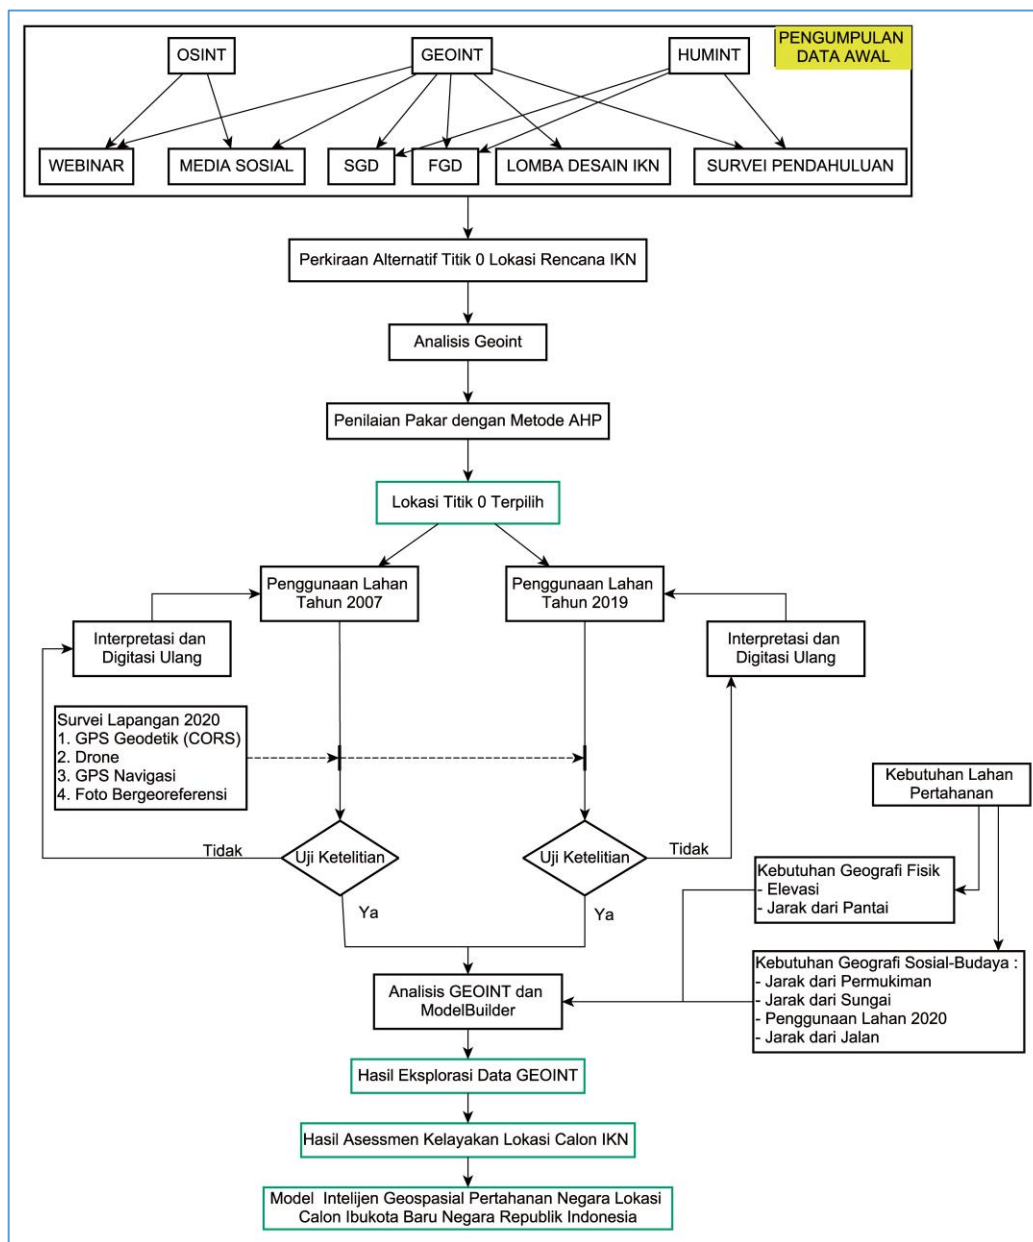 PENGUMPULAN
DATA AWAL
OSINT
GEOINT
HUMINT
WEBINAR
MEDIA SOSIAL
SGD
FGD
LOMBA DESAIN IKN
SURVEI PENDAHULUAN
Perkiraan Alternatif Titik 0 Lokasi Rencana IKN
Analisis Geoint
Penilaian Pakar dengan Metode AHP
Lokasi Titik 0 Terpilih
Penggunaan Lahan
Tahun 2007
Penggunaan Lahan
Tahun 2019
Interpretasi dan
Digitasi Ulang
Interpretasi dan
Digitasi Ulang
Survei Lapangan 2020
1. GPS Geodetik (CORS)
2. Drone
3. GPS Navigasi
4. Foto Bergeoreferensi
Kebutuhan Lahan
Pertahanan
Tidak
Uji Ketelitian
Uji Ketelitian
Tidak
Ya
Ya
Kebutuhan Geografi Fisik
- Elevasi
- Jarak dari Pantai
Kebutuhan Geografi Sosial-Budaya :
- Jarak dari Permukiman
- Jarak dari Sungai
- Penggunaan Lahan 2020
- Jarak dari Jalan
Analisis GEOINT dan
ModelBuilder
Hasil Eksplorasi Data GEOINT
Hasil Asessmen Kelayakan Lokasi Calon IKN
Model Intelijen Geospasial Pertahanan Negara Lokasi
Calon Ibukota Baru Negara Republik Indonesia